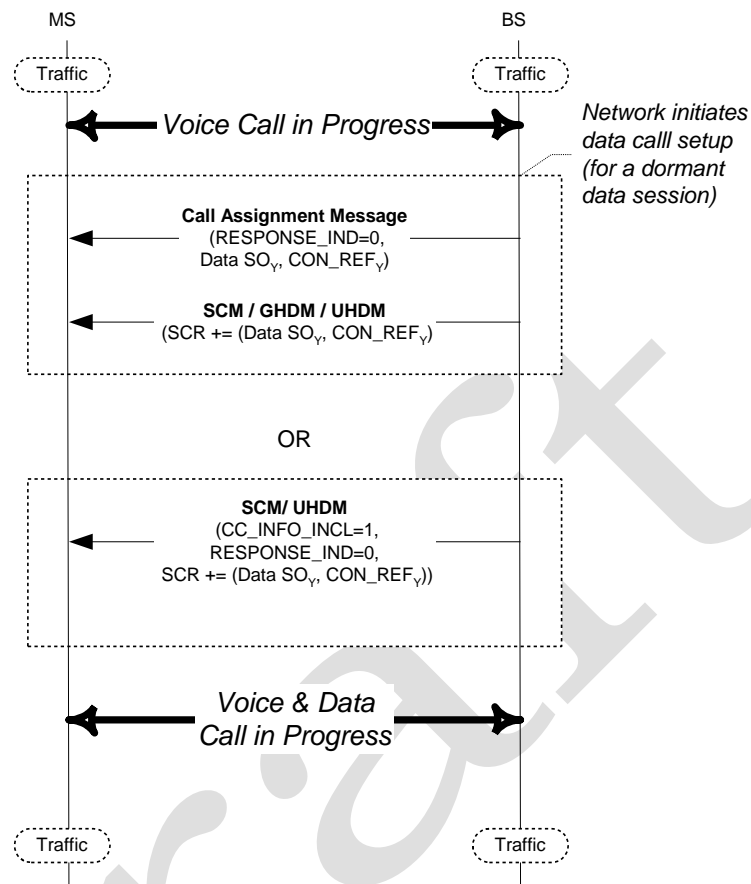 MS
BS
Traffic
Traffic
Voice Call in Progress
Network initiates
data calll setup
(for a dormant
data session)
Call Assignment Message
(RESPONSE_IND=0,
Data SOY, CON_REFY)
SCM / GHDM / UHDM
(SCR += (Data SOY, CON_REFY)
OR
SCM/ UHDM
(CC_INFO_INCL=1,
RESPONSE_IND=0,
SCR += (Data SOY, CON_REFY))
Voice & Data
Call in Progress
Traffic
Traffic